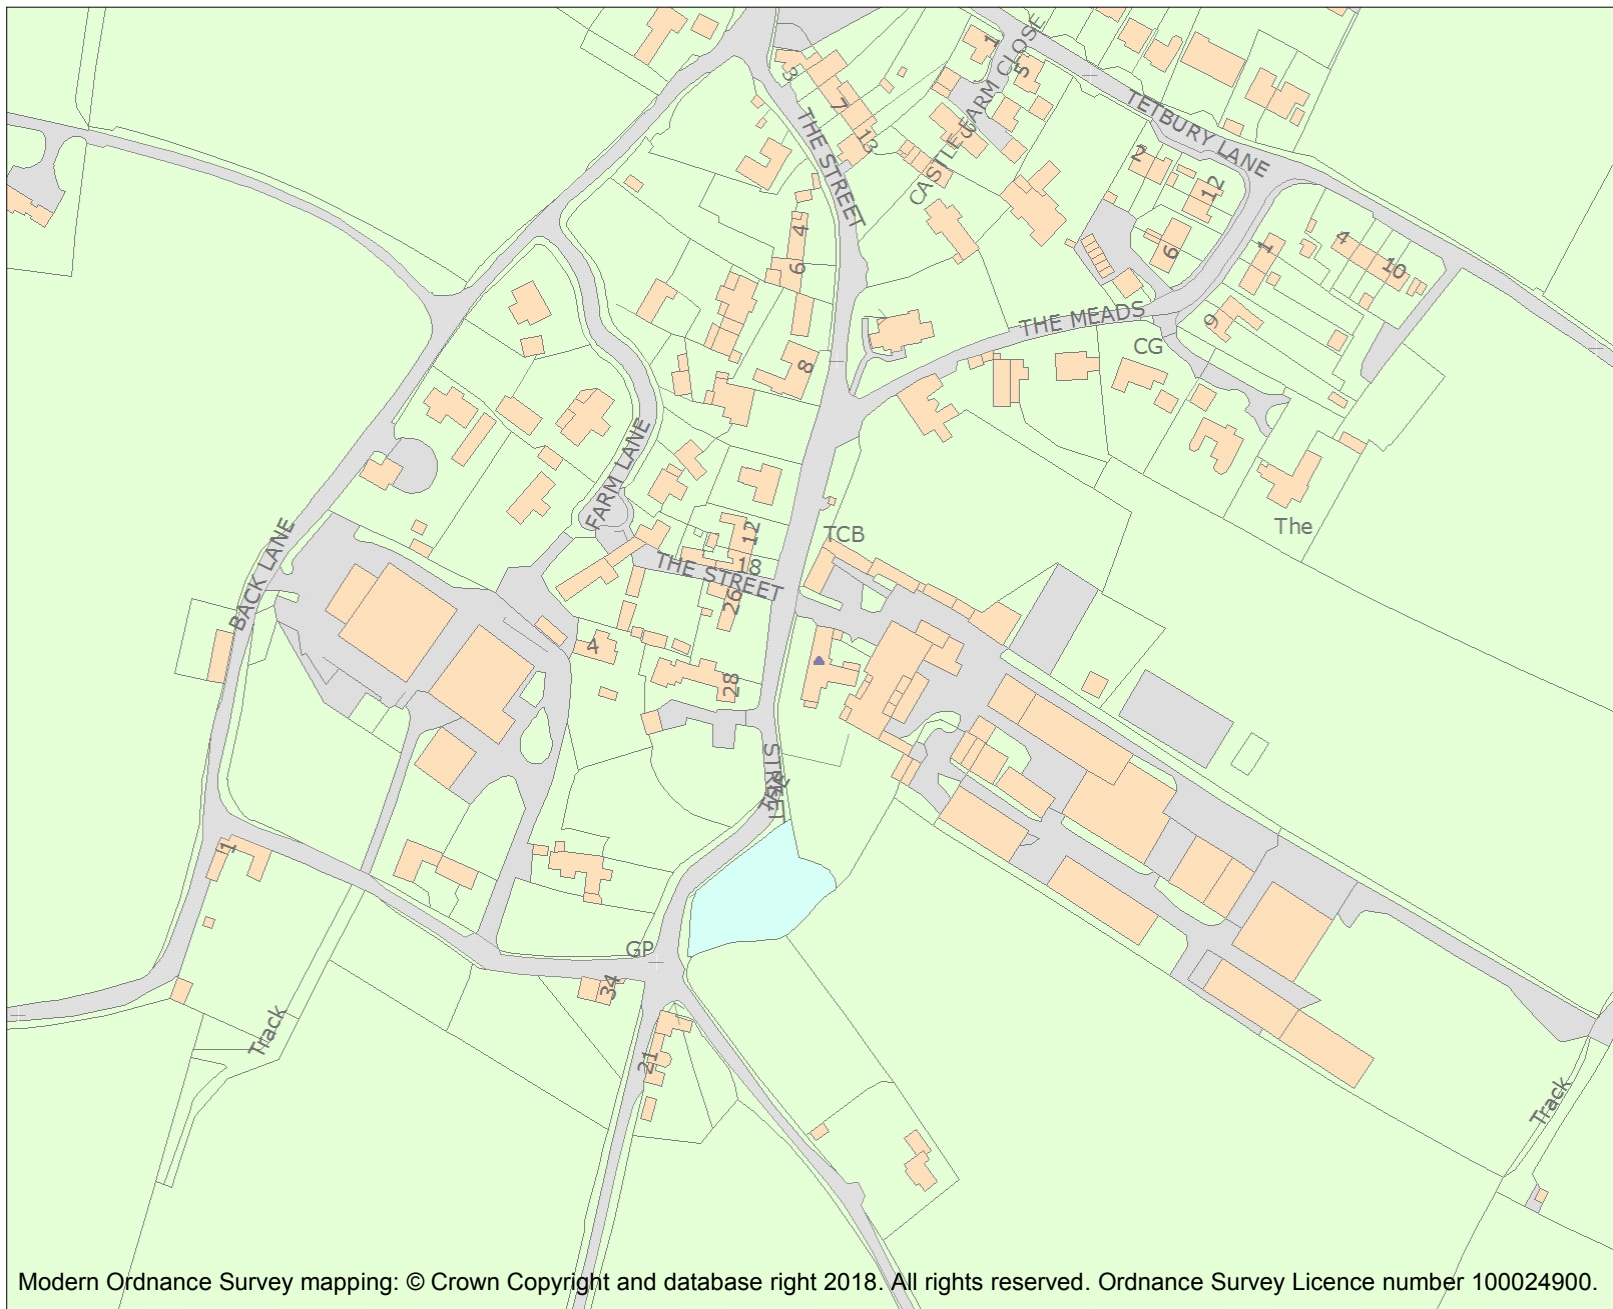 1
CASTLE FARM CLOSE
5
3
7
THE STREET
13
TETBURY LANE
2
12
4
6
6
1
4
10
9
THE MEADS
CG
8
FARM LANE
The
12
TCB
18
THE STREET
26
BACK LANE
4
28
STREET
THE
1
GP
34
21
Track
Track
Modern Ordnance Survey mapping: © Crown Copyright and database right 2018. All rights reserved. Ordnance Survey Licence number 100024900.